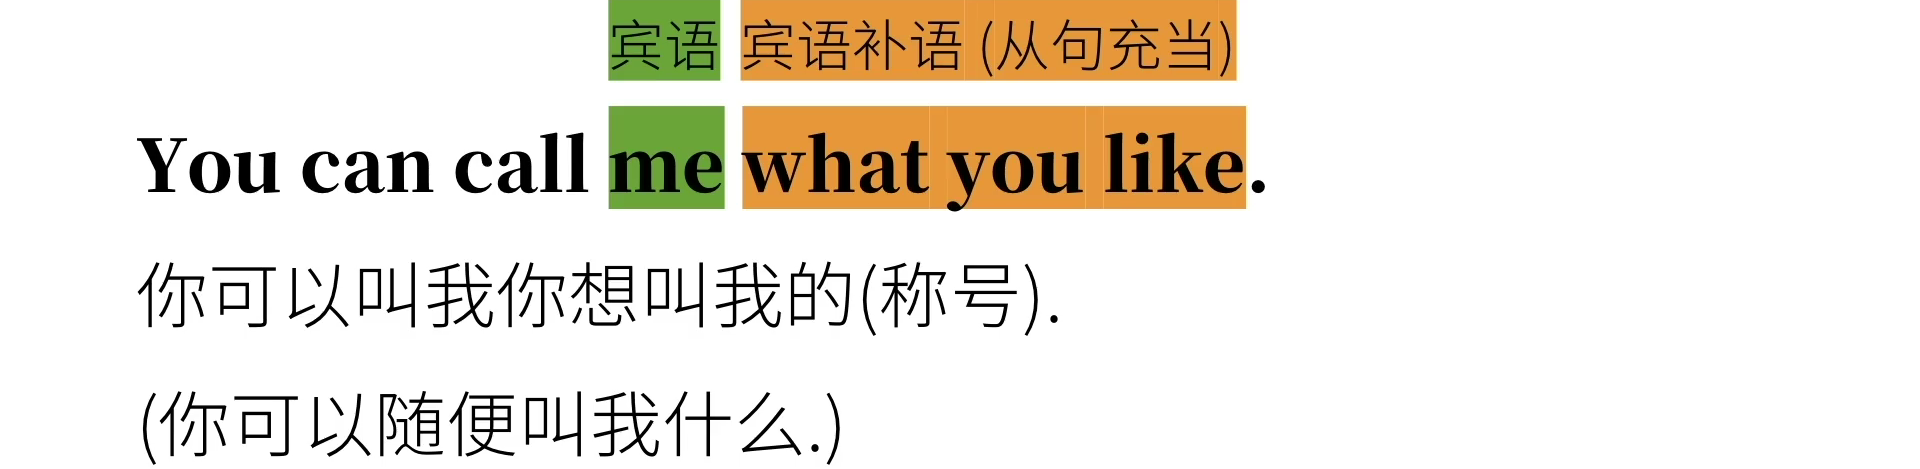 宾语 宾语补语 (从句充当)
You can call me what you like.
你可以叫我你想叫我的(称号).
(你可以随便叫我什么.)